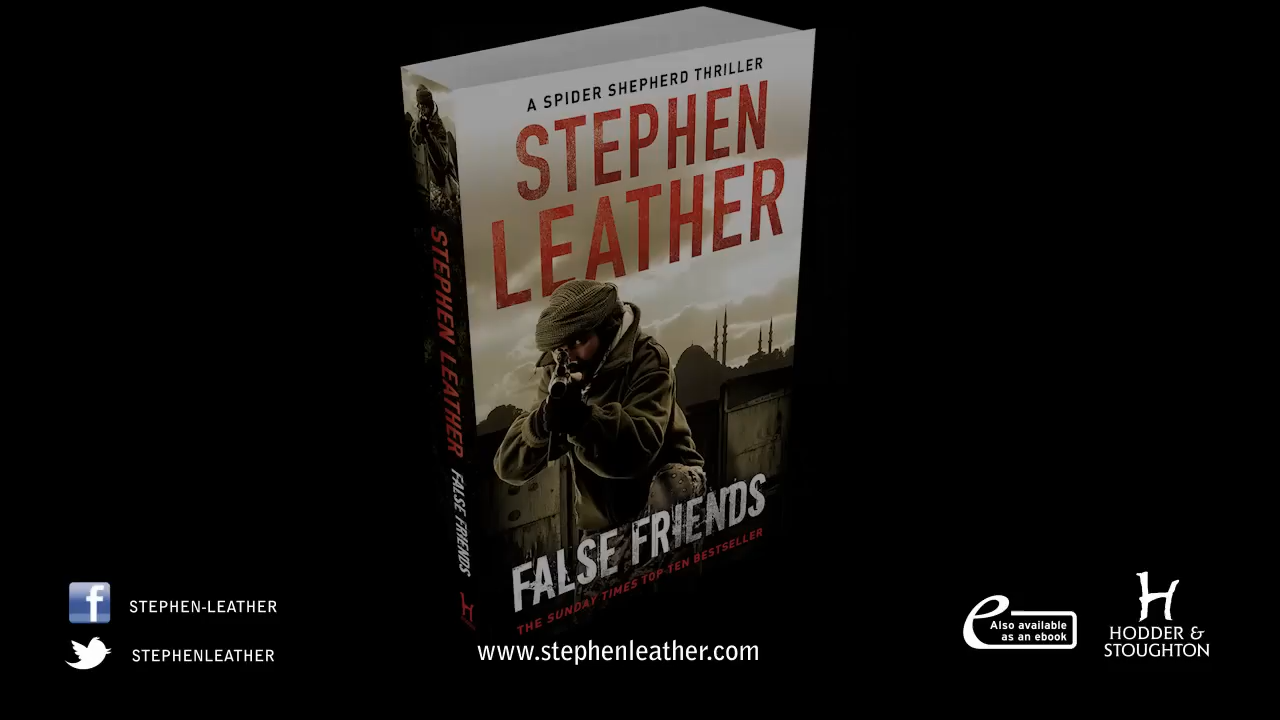 A SPIDER SHEPHERD THRILLER
STEPHEN
LEATHER
STEPHEN LEATHER FALSE FRIENDS
FALSE FRIENDS
THE SUNDAY TIMES TOP TEN BESTSELLER
f STEPHEN-LEATHER
STEPHENLEATHER
www.stephenleather.com
e Also available
as an ebook
H
HODDER &
STOUGHTON